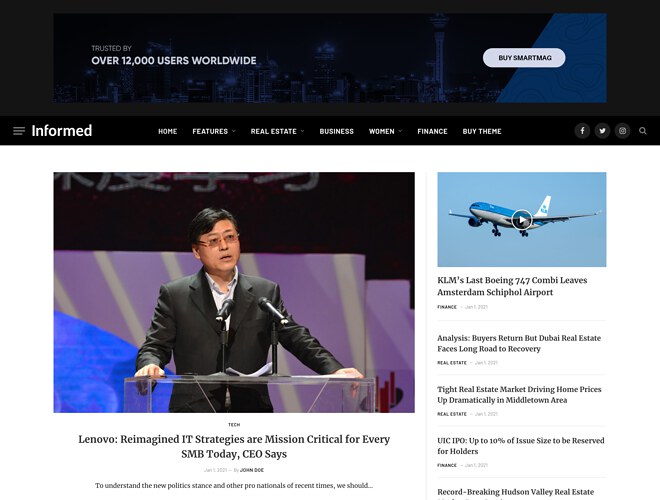 TRUSTED BY
OVER 12,000 USERS WORLDWIDE
BUY SMARTMAG
Informed
HOME FEATURES REAL ESTATE BUSINESS WOMEN FINANCE BUY THEME
TECH
Lenovo: Reimagined IT Strategies are Mission Critical for Every
SMB Today, CEO Says
Jan 1, 2021 — By JOHN DOE
To understand the new politics stance and other pro nationals of recent times, we should…
KLM's Last Boeing 747 Combi Leaves
Amsterdam Schiphol Airport
FINANCE — Jan 1, 2021
Analysis: Buyers Return But Dubai Real Estate
Faces Long Road to Recovery
REAL ESTATE — Jan 1, 2021
Tight Real Estate Market Driving Home Prices
Up Dramatically in Middletown Area
REAL ESTATE — Jan 1, 2021
UIC IPO: Up to 10% of Issue Size to be Reserved
for Holders
FINANCE — Jan 1, 2021
Record-Breaking Hudson Valley Real Estate